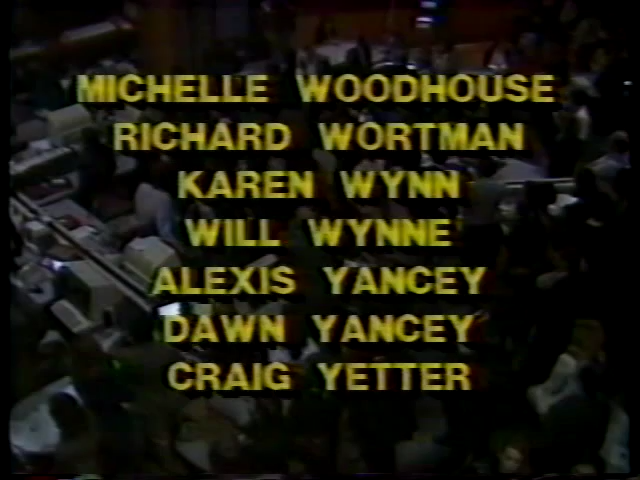 MICHELLE WOODHOUSE
RICHARD WORTMAN
KAREN WYNN
WILL WYNNE
ALEXIS YANCEY
DAWN YANCEY
CRAIG YETTER